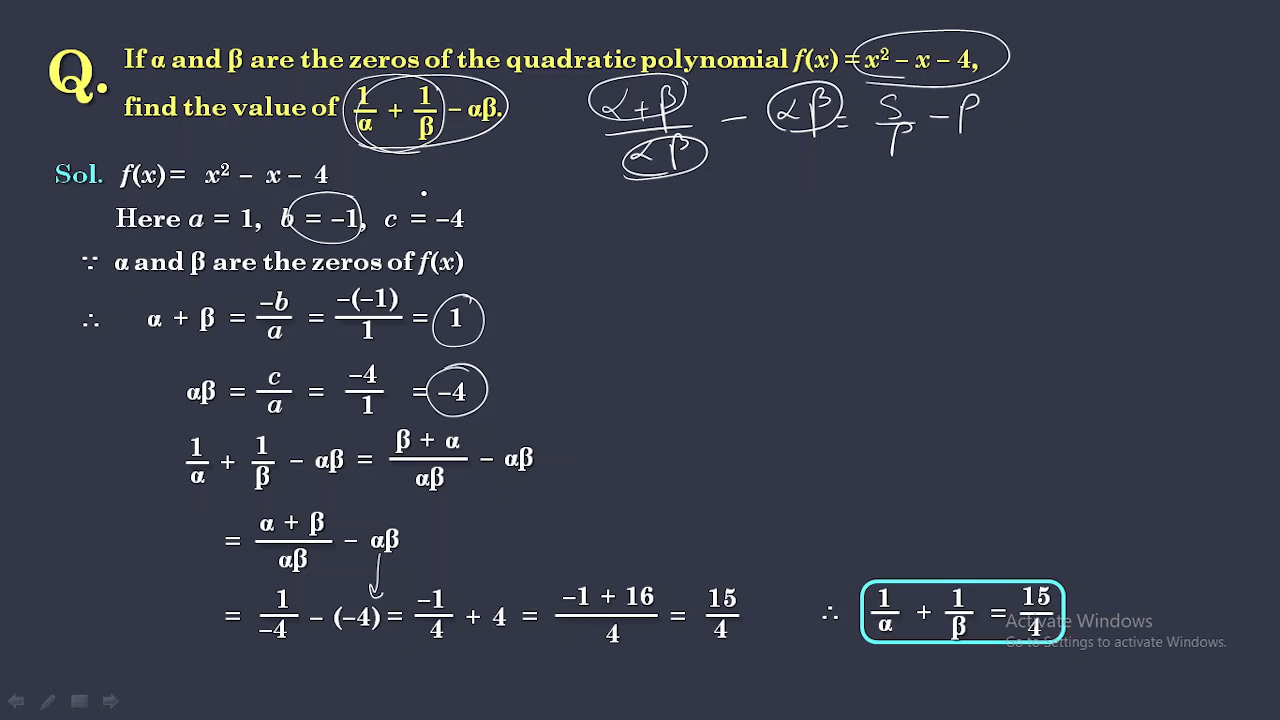 Q. If α and β are the zeros of the quadratic polynomial f(x) = x² – x – 4,
find the value of 1/α + 1/β – αβ.
α + β / αβ – αβ = S/P – P
Sol. f(x) = x² – x – 4
Here a = 1, b = –1, c = –4
∵ α and β are the zeros of f(x)
∴ α + β = –b/a = –(–1)/1 = 1
αβ = c/a = –4/1 = –4
1/α + 1/β – αβ = β + α/αβ – αβ
= α + β/αβ – αβ
= 1/–4 – (–4) = –1/4 + 4 = –1 + 16/4 = 15/4 ∴ 1/α + 1/β = 15/4
Activate Windows
Go to Settings to activate Windows.